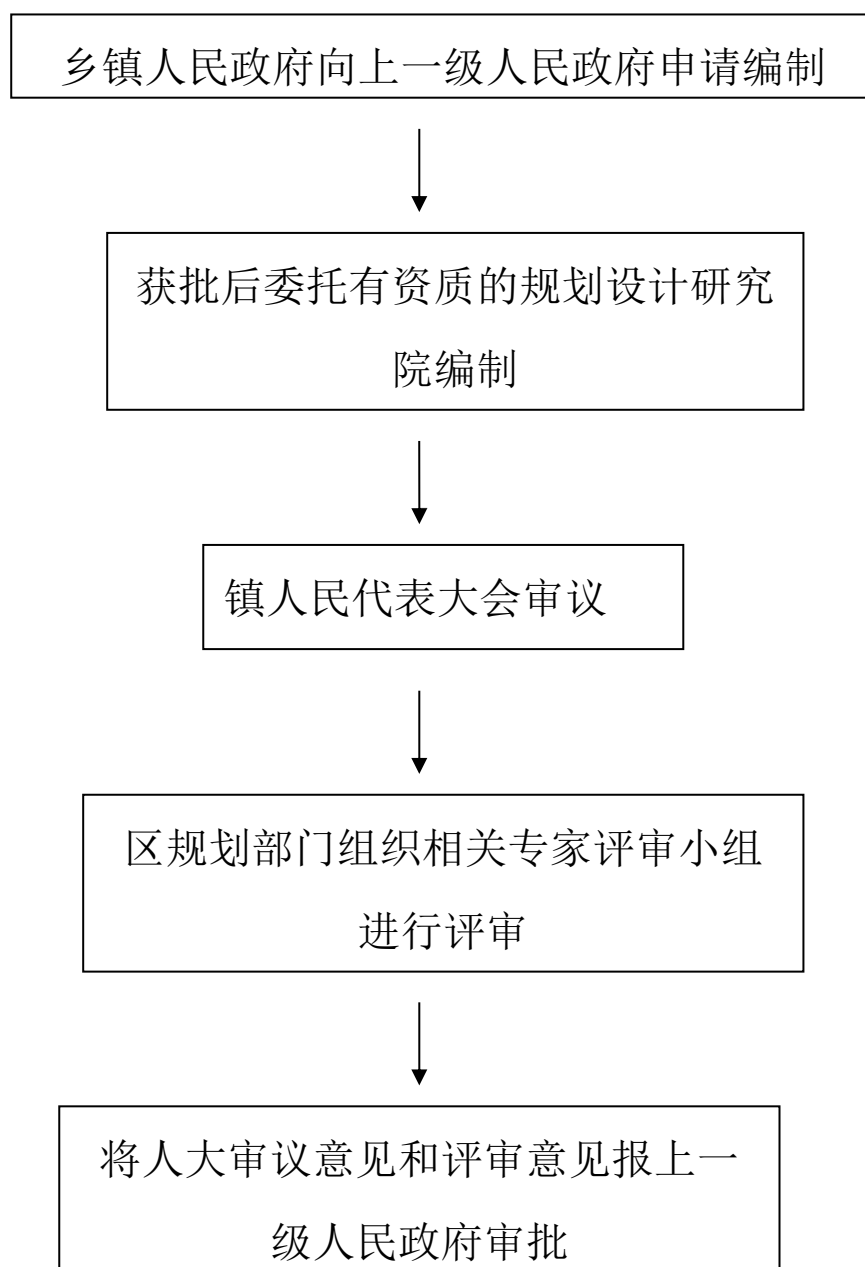 乡镇人民政府向上一级人民政府申请编制
获批后委托有资质的规划设计研究
院编制
镇人民代表大会审议
区规划部门组织相关专家评审小组
进行评审
将人大审议意见和评审意见报上一
级人民政府审批